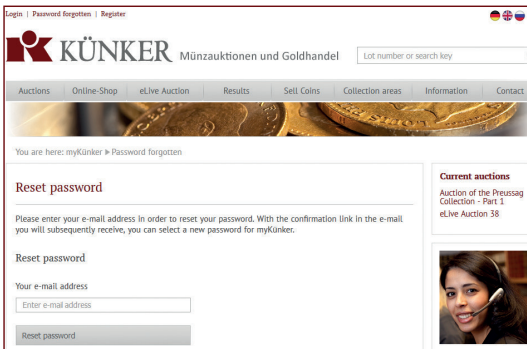 Login | Password forgotten | Register
KÜNKER Münzauktionen und Goldhandel
Lot number or search key
Auctions Online-Shop eLive Auction Results Sell Coins Collection areas Information Contact
You are here: myKünker ▶ Password forgotten
Reset password
Please enter your e-mail address in order to reset your password. With the confirmation link in the e-mail
you will subsequently receive, you can select a new password for myKünker.
Reset password
Your e-mail address
Enter e-mail address
Reset password
Current auctions
Auction of the Preussag
Collection - Part 1
eLive Auction 38